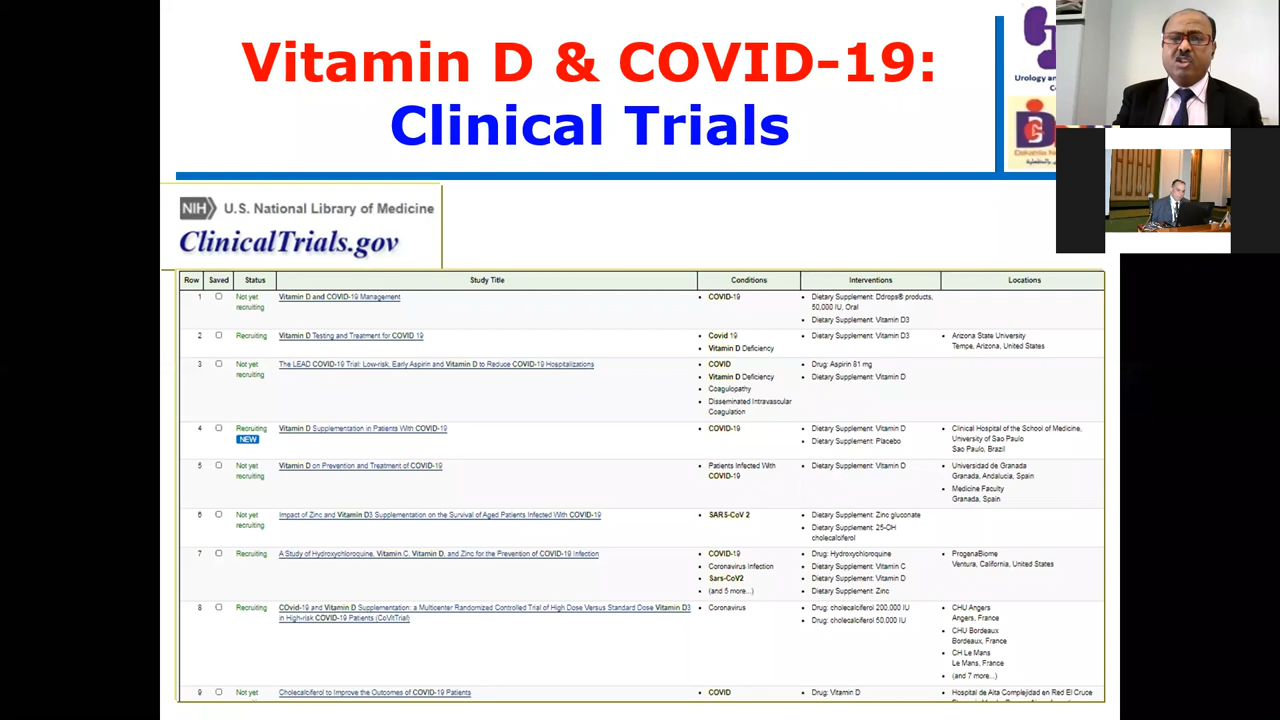 Vitamin D & COVID-19:
Clinical Trials
Urology and
NIH U.S. National Library of Medicine
ClinicalTrials.gov
Row Saved Status Study Title Conditions Interventions Locations
1 Not yet recruiting Vitamin D and COVID-19 Management COVID-19 Dietary Supplement: Ddrops® products, 50,000 IU, Oral
Dietary Supplement: Vitamin D3
2 Recruiting Vitamin D Testing and Treatment for COVID 19 Covid 19 Dietary Supplement: Vitamin D3 Arizona State University
Vitamin D Deficiency Tempe, Arizona, United States
3 Not yet recruiting The LEAD COVID-19 Trial: Low-risk, Early Aspirin and Vitamin D to Reduce COVID-19 Hospitalizations COVID Drug: Aspirin 81 mg
Vitamin D Deficiency Dietary Supplement: Vitamin D
Coagulopathy
Disseminated Intravascular
Coagulation
4 Recruiting Vitamin D Supplementation in Patients With COVID-19 COVID-19 Dietary Supplement: Vitamin D Clinical Hospital of the School of Medicine,
NEW Dietary Supplement: Placebo University of Sao Paulo
Sao Paulo, Brazil
5 Not yet recruiting Vitamin D on Prevention and Treatment of COVID-19 Patients Infected With COVID-19 Dietary Supplement: Vitamin D Universidad de Granada
Granada, Andalucia, Spain
Medicine Faculty
Granada, Spain
6 Not yet recruiting Impact of Zinc and Vitamin D3 Supplementation on the Survival of Aged Patients Infected With COVID-19 SARS-CoV 2 Dietary Supplement: Zinc gluconate
Dietary Supplement: 25-OH
cholecalciferol
7 Recruiting A Study of Hydroxychloroquine, Vitamin C, Vitamin D, and Zinc for the Prevention of COVID-19 Infection COVID-19 Drug: Hydroxychloroquine ProgenaBiome
Coronavirus Infection Dietary Supplement: Vitamin C Ventura, California, United States
Sars-CoV2 Dietary Supplement: Vitamin D
(and 5 more...) Dietary Supplement: Zinc
8 Recruiting COvid-19 and Vitamin D Supplementation: a Multicenter Randomized Controlled Trial of High Dose Versus Standard Dose Vitamin D3 Coronavirus Drug: cholecalciferol 200,000 IU CHU Angers
in High-risk COVID-19 Patients (CoVitTrial) Drug: cholecalciferol 50,000 IU Angers, France
CHU Bordeaux
Bordeaux, France
CH Le Mans
Le Mans, France
(and 7 more...)
9 Not yet Cholecalciferol to Improve the Outcomes of COVID-19 Patients COVID Drug: Vitamin D Hospital de Alta Complejidad en Red El Cruce